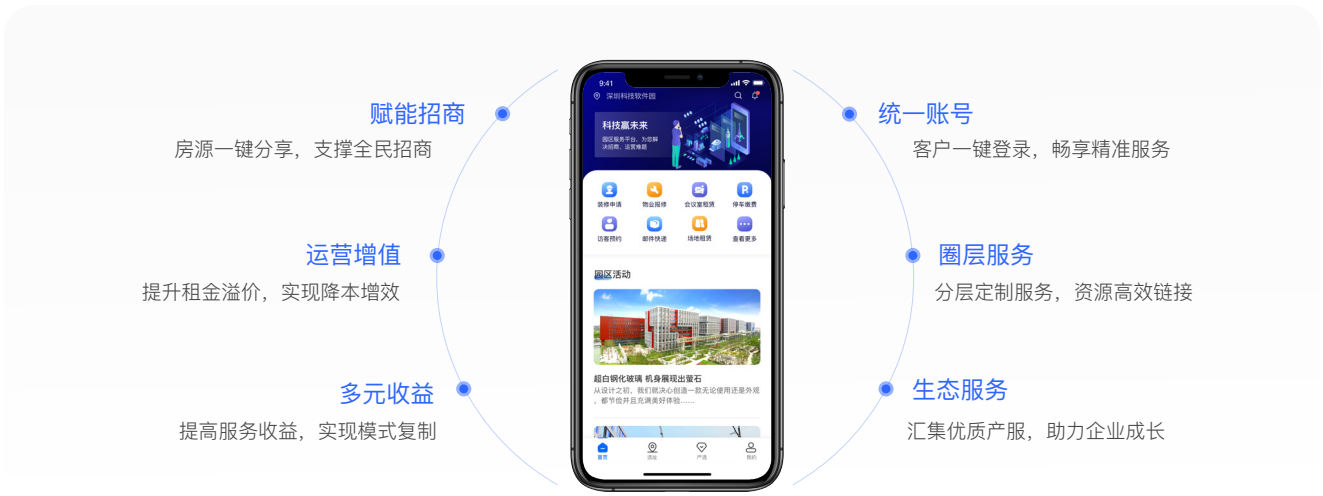 赋能招商
房源一键分享，支撑全民招商
运营增值
提升租金溢价，实现降本增效
多元收益
提高服务收益，实现模式复制
9:41
深圳科技软件园
科技赢未来
园区服务平台，为您解
决招商、运营难题
装修申请 物业报修 会议室租赁 停车缴费
访客预约 邮件快递 场地租赁 查看更多
园区活动
超白钢化玻璃 机身展现出萤石
从设计之初，我们就决心创造一款无论使用还是外观
，都节俭并且充满美好体验......
首页 严选 我的
统一账号
客户一键登录，畅享精准服务
圈层服务
分层定制服务，资源高效链接
生态服务
汇集优质产服，助力企业成长